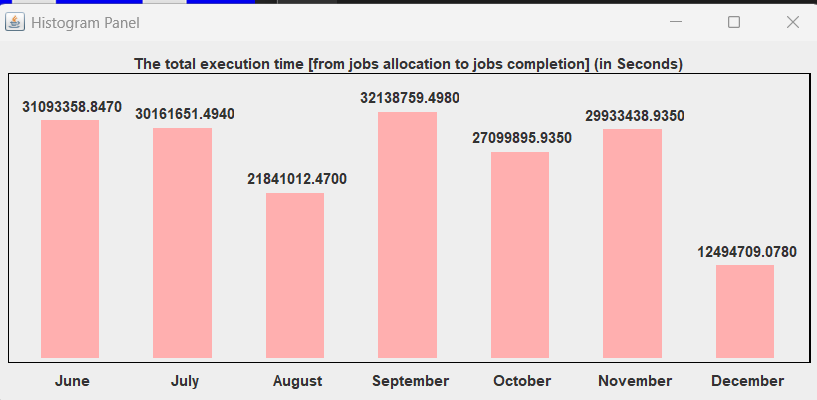 Histogram Panel
The total execution time [from jobs allocation to jobs completion] (in Seconds)
31093358.8470 30161651.4940 21841012.4700 32138759.4980 27099895.9350 29933438.9350 12494709.0780
June July August September October November December